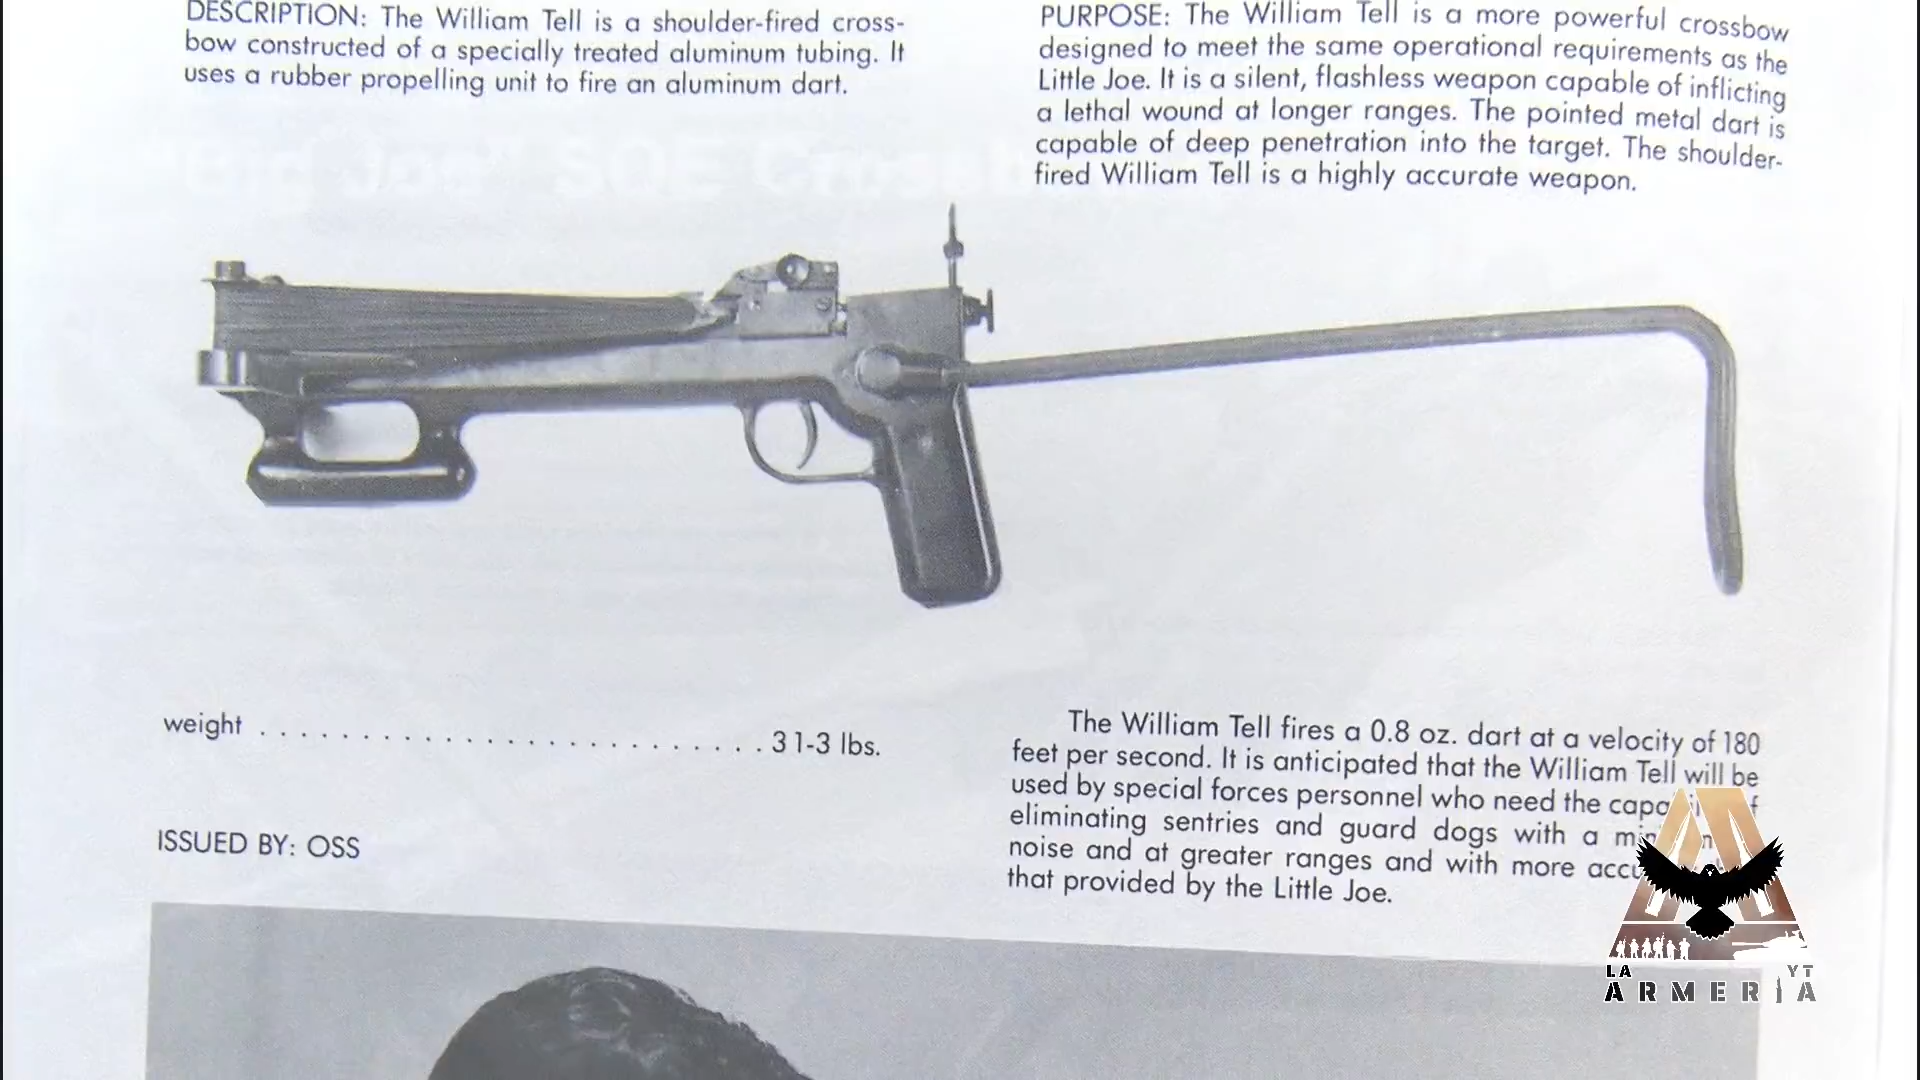 DESCRIPTION: The William Tell is a shoulder-fired cross-
bow constructed of a specially treated aluminum tubing. It
uses a rubber propelling unit to fire an aluminum dart.
PURPOSE: The William Tell is a more powerful crossbow
designed to meet the same operational requirements as the
Little Joe. It is a silent, flashless weapon capable of inflicting
a lethal wound at longer ranges. The pointed metal dart is
capable of deep penetration into the target. The shoulder-
fired William Tell is a highly accurate weapon.
weight . . . . . . . . . . . . . . . . . . . . . . . . . 3 1-3 lbs.
ISSUED BY: OSS
The William Tell fires a 0.8 oz. dart at a velocity of 180
feet per second. It is anticipated that the William Tell will be
used by special forces personnel who need the
eliminating sentries and guard dogs with a
noise and at greater ranges and with more
that provided by the Little Joe.
LA YT
ARMERIA